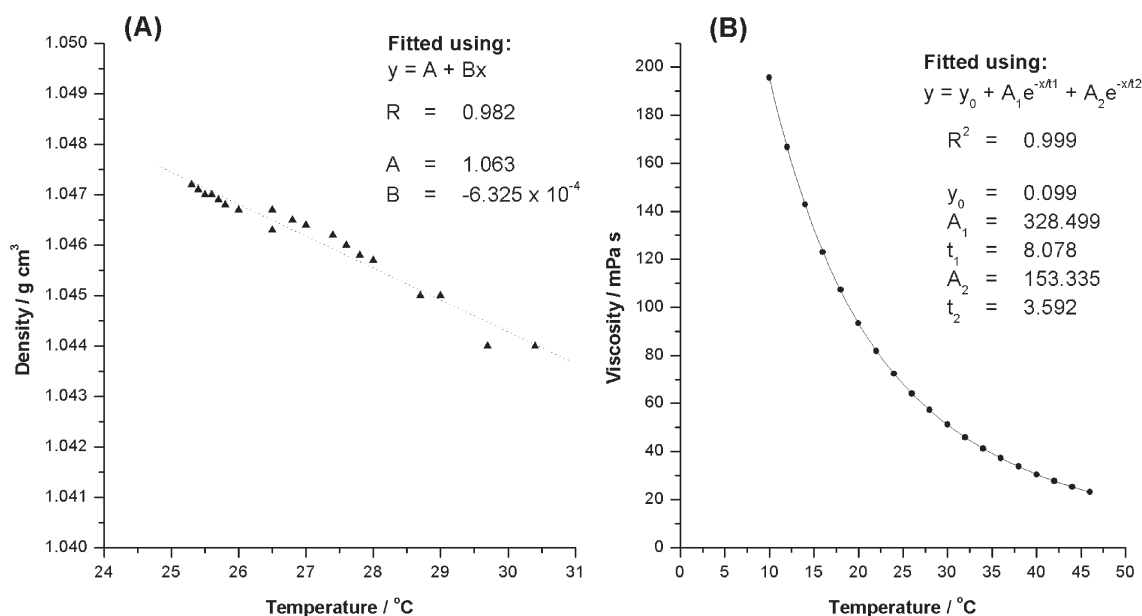 (A)
Fitted using:
y = A + Bx
R = 0.982
A = 1.063
B = -6.325 x 10⁻⁴
1.050
1.049
1.048
1.047
1.046
1.045
1.044
1.043
1.042
1.041
1.040
Density / g cm³
24 25 26 27 28 29 30 31
Temperature / °C
(B)
Fitted using:
y = y₀ + A₁e^-x/t1 + A₂e^-x/t2
R² = 0.999
y₀ = 0.099
A₁ = 328.499
t₁ = 8.078
A₂ = 153.335
t₂ = 3.592
200
180
160
140
120
100
80
60
40
20
0
Viscosity / mPa s
0 5 10 15 20 25 30 35 40 45 50
Temperature / °C